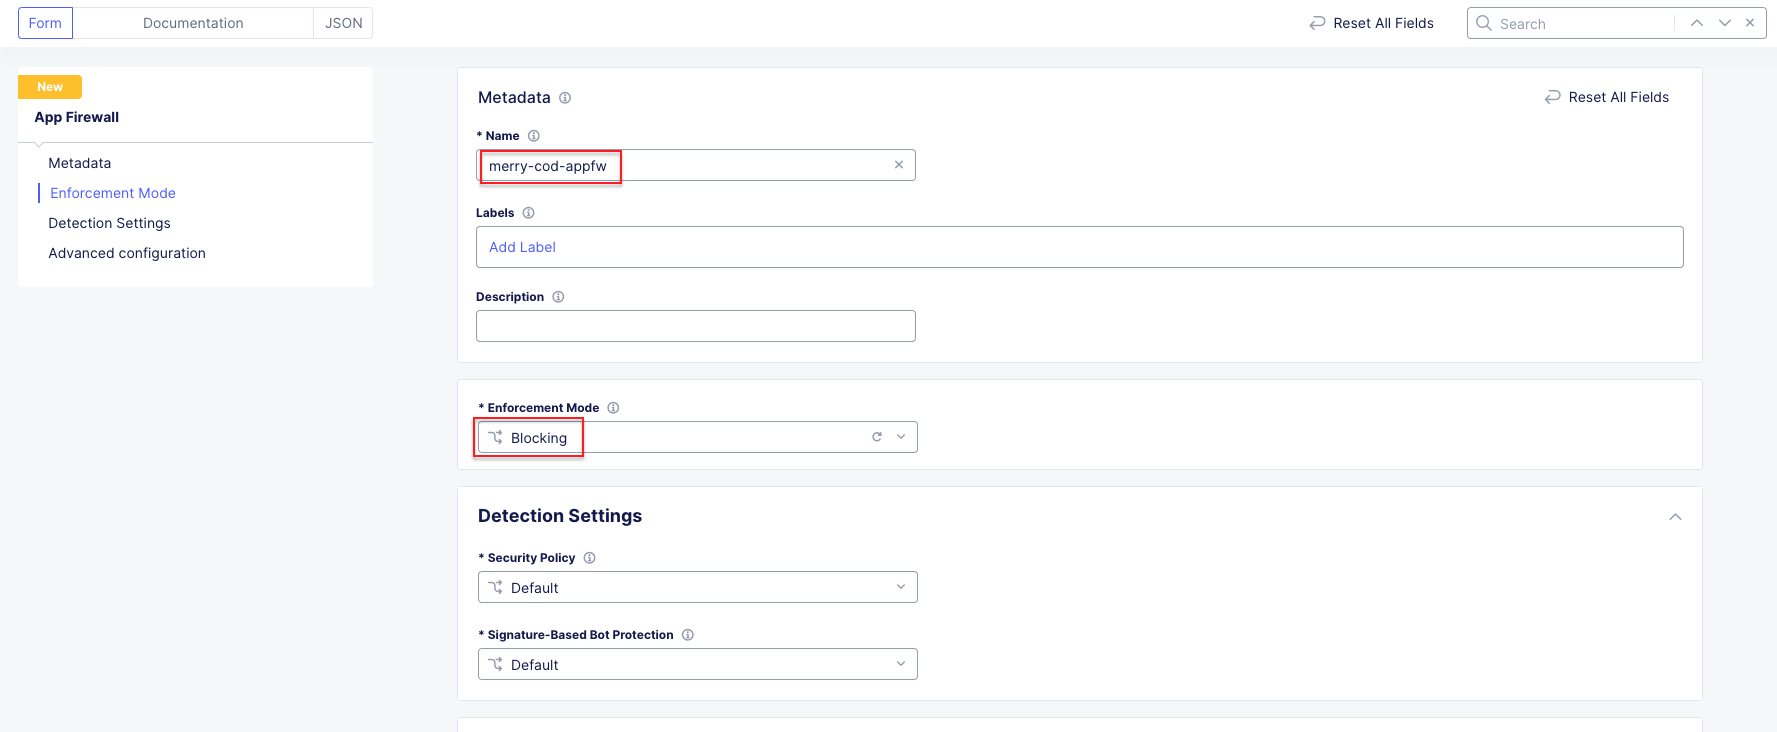 Form Documentation JSON Reset All Fields Search
New
App Firewall
Metadata
Enforcement Mode
Detection Settings
Advanced configuration
Metadata Reset All Fields
* Name
merry-cod-appfw
Labels
Add Label
Description
* Enforcement Mode
Blocking
Detection Settings
* Security Policy
Default
* Signature-Based Bot Protection
Default